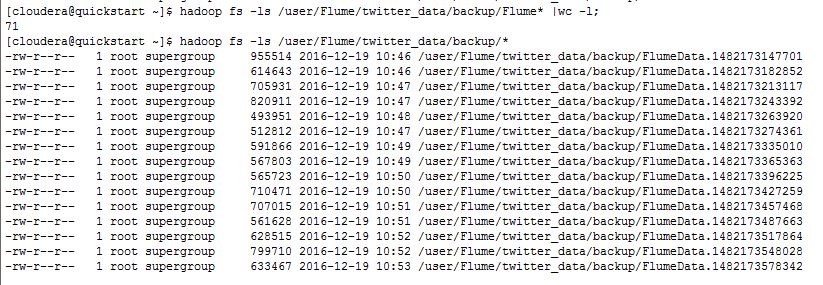 [cloudera@quickstart ~]$ hadoop fs -ls /user/Flume/twitter_data/backup/Flume* |wc -l;
71
[cloudera@quickstart ~]$ hadoop fs -ls /user/Flume/twitter_data/backup/*
-rw-r--r--   1 root supergroup     955514 2016-12-19 10:46 /user/Flume/twitter_data/backup/FlumeData.1482173147701
-rw-r--r--   1 root supergroup     614643 2016-12-19 10:46 /user/Flume/twitter_data/backup/FlumeData.1482173182852
-rw-r--r--   1 root supergroup     705931 2016-12-19 10:47 /user/Flume/twitter_data/backup/FlumeData.1482173213117
-rw-r--r--   1 root supergroup     820911 2016-12-19 10:47 /user/Flume/twitter_data/backup/FlumeData.1482173243392
-rw-r--r--   1 root supergroup     493951 2016-12-19 10:48 /user/Flume/twitter_data/backup/FlumeData.1482173263920
-rw-r--r--   1 root supergroup     512812 2016-12-19 10:47 /user/Flume/twitter_data/backup/FlumeData.1482173274361
-rw-r--r--   1 root supergroup     591866 2016-12-19 10:49 /user/Flume/twitter_data/backup/FlumeData.1482173335010
-rw-r--r--   1 root supergroup     567803 2016-12-19 10:49 /user/Flume/twitter_data/backup/FlumeData.1482173365363
-rw-r--r--   1 root supergroup     565723 2016-12-19 10:50 /user/Flume/twitter_data/backup/FlumeData.1482173396225
-rw-r--r--   1 root supergroup     710471 2016-12-19 10:50 /user/Flume/twitter_data/backup/FlumeData.1482173427259
-rw-r--r--   1 root supergroup     707015 2016-12-19 10:51 /user/Flume/twitter_data/backup/FlumeData.1482173457468
-rw-r--r--   1 root supergroup     561628 2016-12-19 10:51 /user/Flume/twitter_data/backup/FlumeData.1482173487663
-rw-r--r--   1 root supergroup     628515 2016-12-19 10:52 /user/Flume/twitter_data/backup/FlumeData.1482173517864
-rw-r--r--   1 root supergroup     799710 2016-12-19 10:52 /user/Flume/twitter_data/backup/FlumeData.1482173548028
-rw-r--r--   1 root supergroup     633467 2016-12-19 10:53 /user/Flume/twitter_data/backup/FlumeData.1482173578342